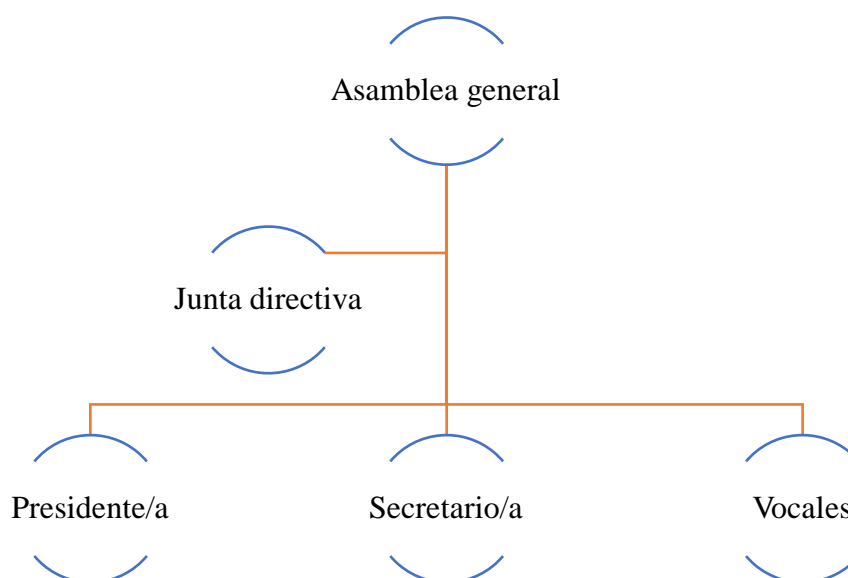 Asamblea general
Junta directiva
Presidente/a
Secretario/a
Vocales